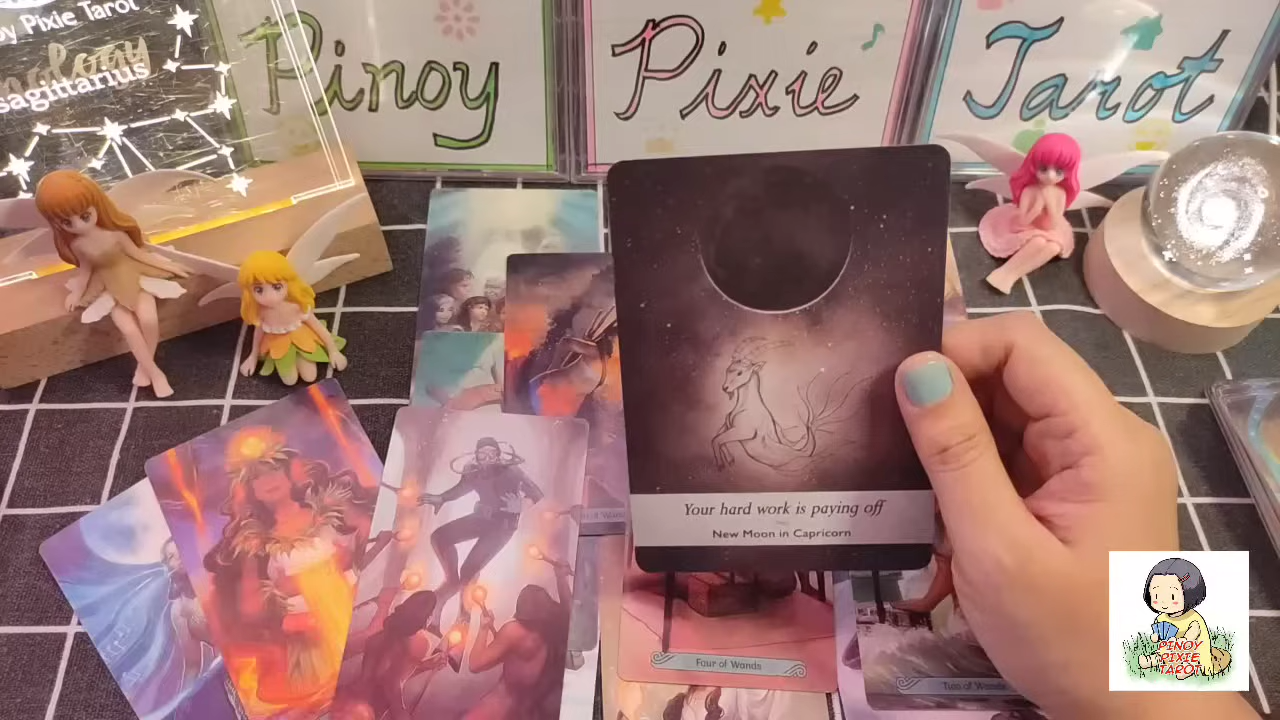 by Pixie Tarot
sagittarius
Pinoy
Pixie
Tarot
Your hard work is paying off
New Moon in Capricorn
Four of Wands
Two of Wands
PINOY
PIXIE
TAROT